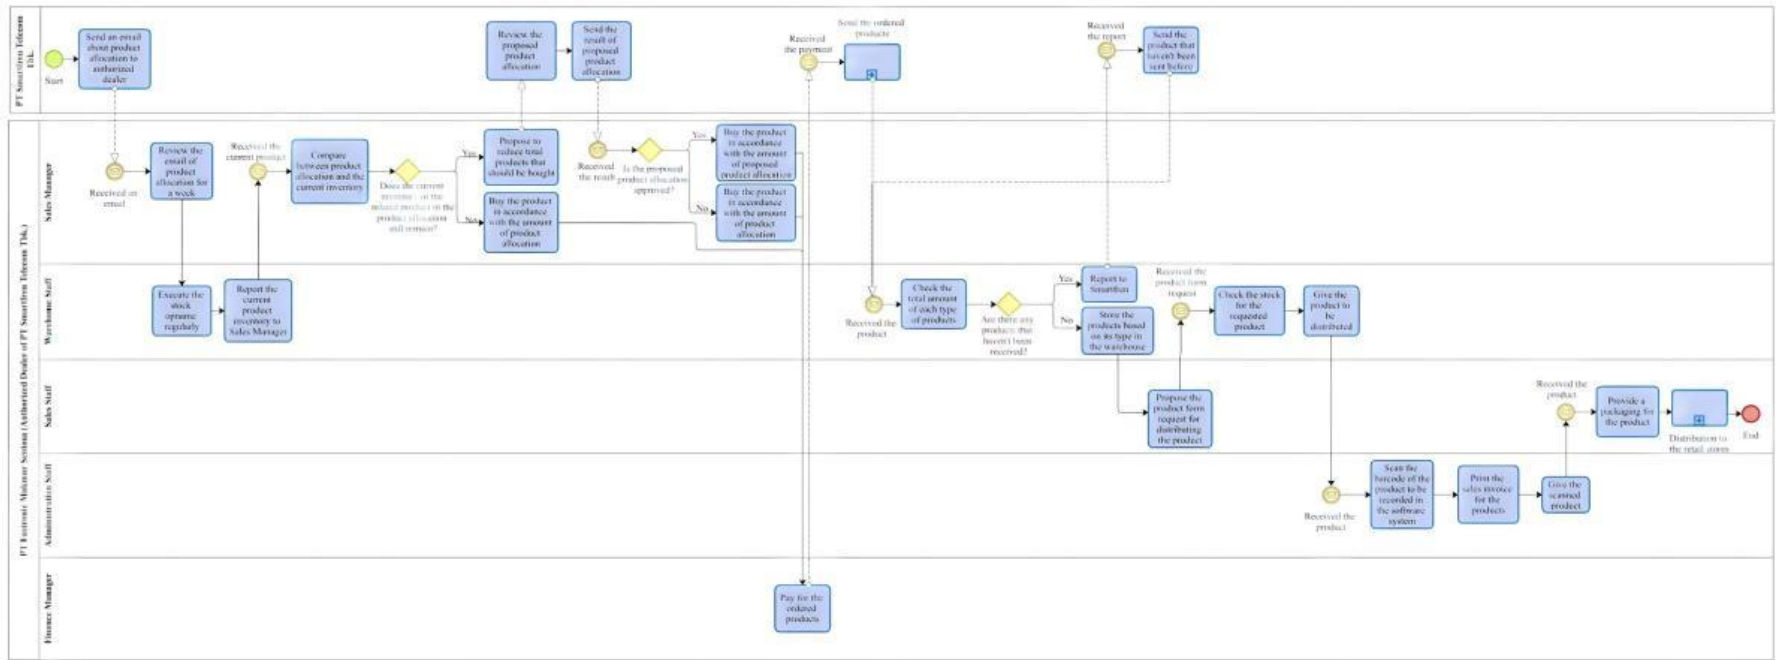 PT Smartfren Telecom
Tbk.
Start
Send an email
about product
allocation to
authorized
dealer
Review the
proposed
product
allocation
Send the
result of
proposed
product
allocation
Received
the payment
Send the ordered
products
Received
the report
Send the
product that
haven't been
sent before
(Authorized Dealer of PT Smartfren Telecom Tbk.)
Sales Manager
Received an
email
Review the
email of
product
allocation for
a week
Received the
current product
Compare
between product
allocation and the
current inventory
Does the current
product allocation
still remain?
Yes
No
Propose to
reduce total
products that
should be bought
Buy the product
in accordance
with the amount
of product
allocation
Received
the result
Is the proposed
product allocation
approved?
Yes
No
Buy the product
in accordance
with the amount
of proposed
product allocation
Buy the product
in accordance
with the amount
of product
allocation
Warehouse Staff
Execute the
stock
opname
regularly
Report the
current
product
inventory to
Sales Manager
Received the
product
Check the
total amount
of each type
of products
Are there any
products that
haven't been
received?
Yes
No
Report to
Smartfren
Store the
products based
on its type in
the warehouse
Received the
product form
request
Check the stock
for the
requested
product
Give the
product to
be
distributed
Sales Staff
Propose the
product form
request for
distributing
the product
Received the
product
Provide a
packaging for
the product
Distribution to
the retail stores
End
Administration Staff
Received the
product
Scan the
barcode of the
product to be
recorded in
the software
system
Print the
sales invoice
for the
products
Give the
scanned
product
Finance Manager
Pay for the
ordered
products